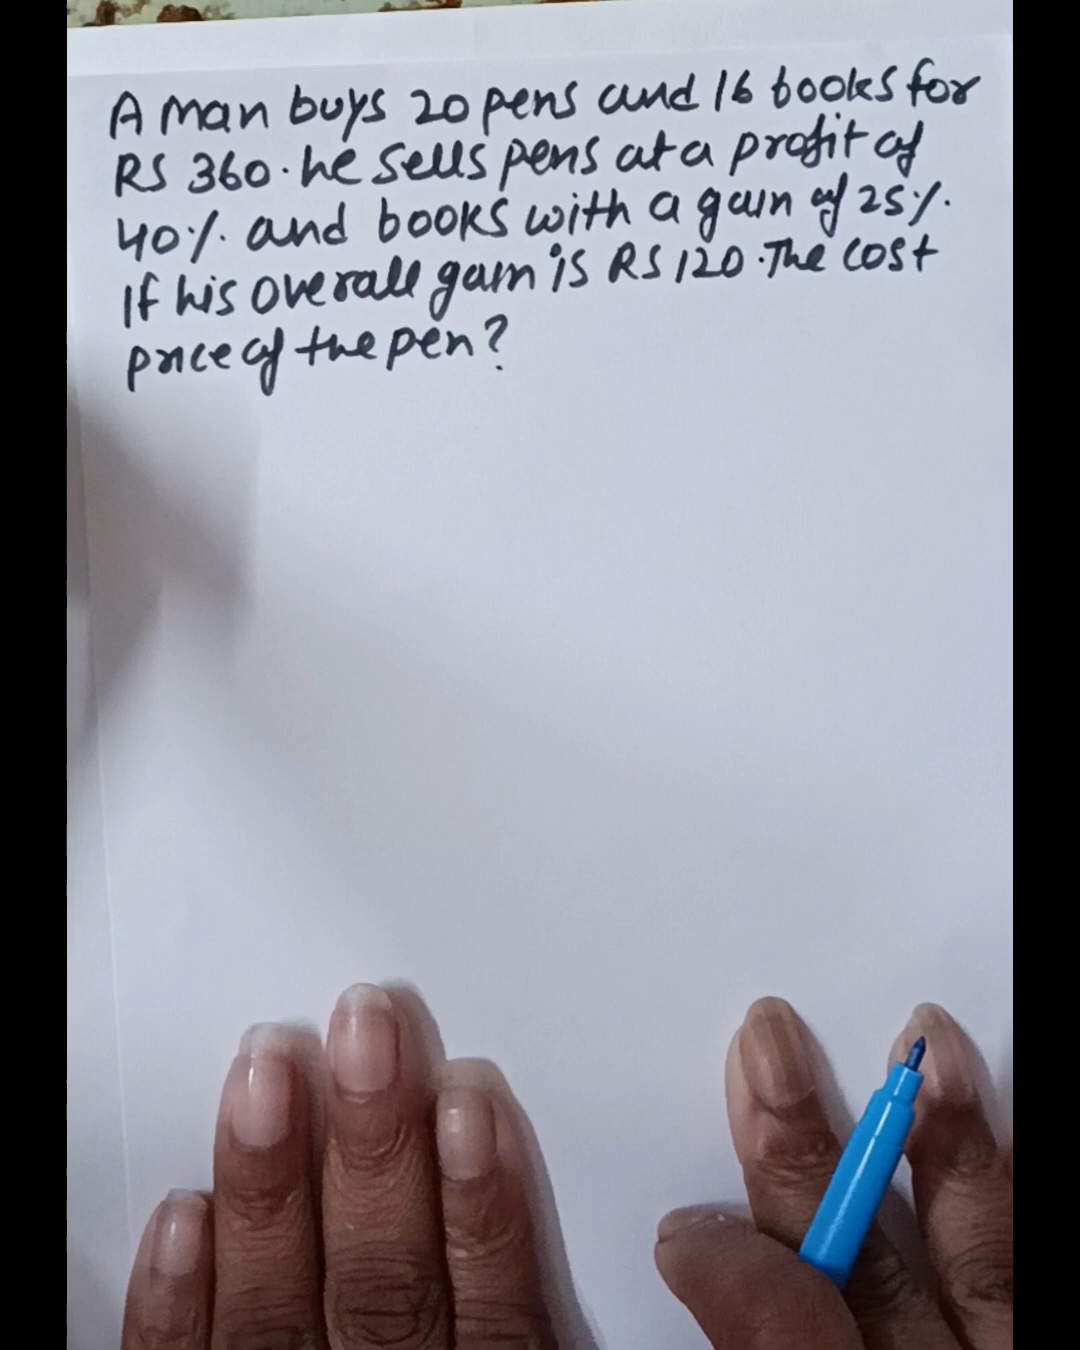 A man buys 20 pens and 16 books for
RS 360. he sells pens at a profit of
40%. and books with a gain of 25%.
If his overall gain is RS 120. The cost
price of the pen?